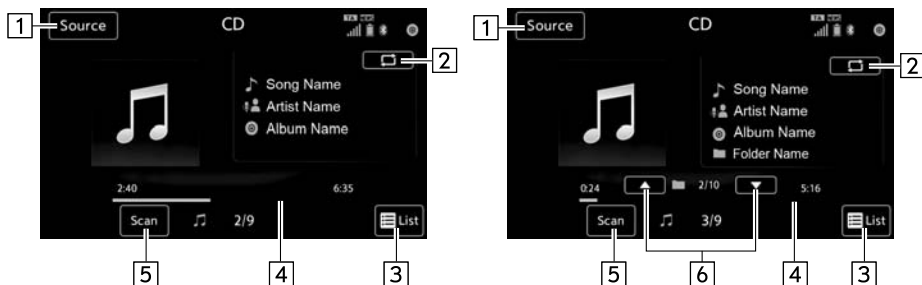 1 Source CD
2
Song Name
Artist Name
Album Name
2:40 6:35
Scan 2/9 List
5 4 3
1 Source CD
2
Song Name
Artist Name
Album Name
Folder Name
0:24 2/10 5:16
Scan 3/9 List
5 6 4 3